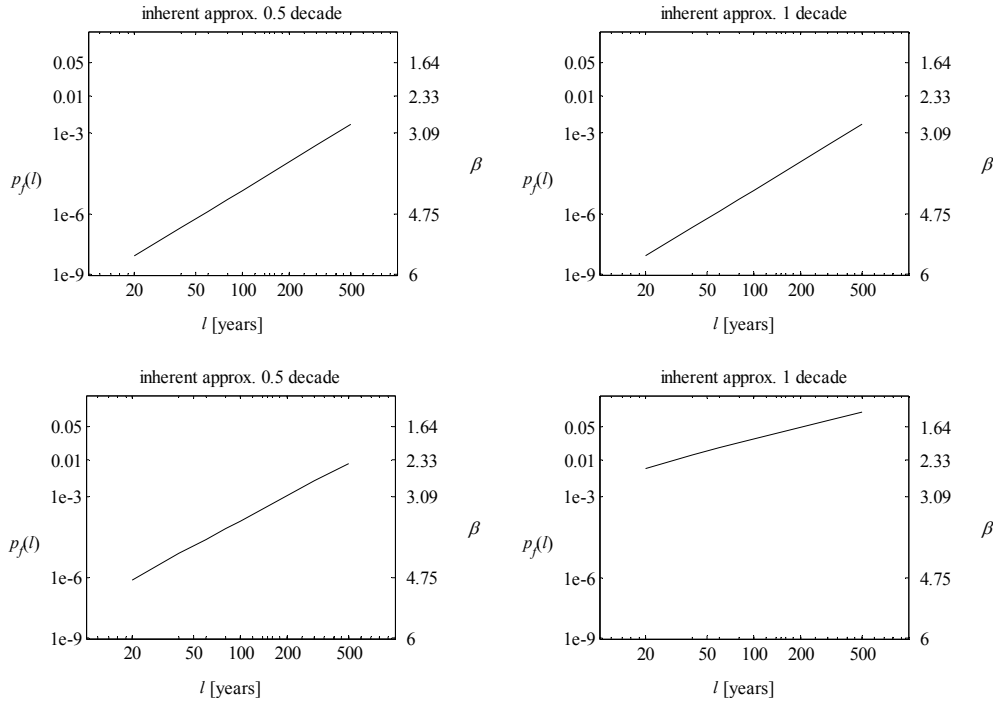 inherent approx. 0.5 decade
0.05
0.01
1e-3
p_f(l)
1e-6
1e-9
1.64
2.33
3.09
β
4.75
6
20 50 100 200 500
l [years]
inherent approx. 1 decade
0.05
0.01
1e-3
p_f(l)
1e-6
1e-9
1.64
2.33
3.09
β
4.75
6
20 50 100 200 500
l [years]
inherent approx. 0.5 decade
0.05
0.01
1e-3
p_f(l)
1e-6
1e-9
1.64
2.33
3.09
β
4.75
6
20 50 100 200 500
l [years]
inherent approx. 1 decade
0.05
0.01
1e-3
p_f(l)
1e-6
1e-9
1.64
2.33
3.09
β
4.75
6
20 50 100 200 500
l [years]